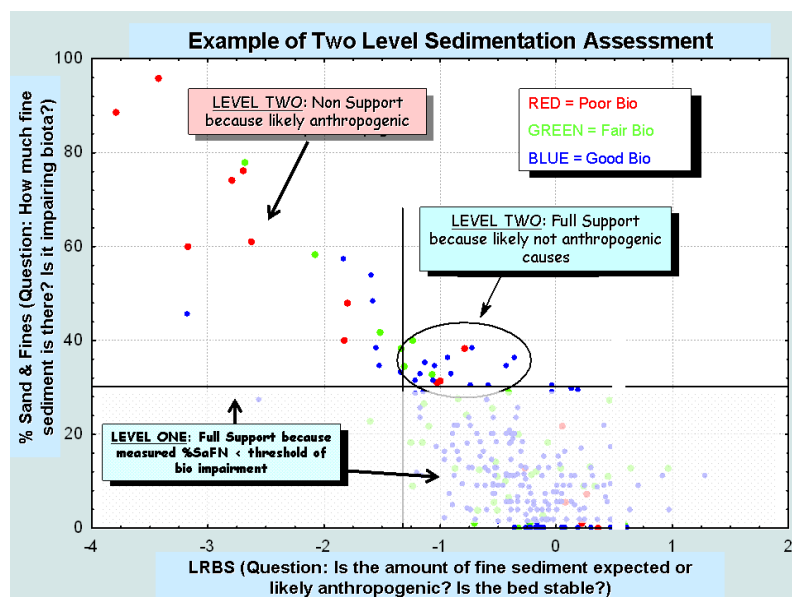 Example of Two Level Sedimentation Assessment
% Sand & Fines (Question: How much fine
sediment is there? Is it impairing biota?)
100
80
60
40
20
0
LEVEL TWO: Non Support
because likely anthropogenic
RED = Poor Bio
GREEN = Fair Bio
BLUE = Good Bio
LEVEL TWO: Full Support
because likely not anthropogenic
causes
LEVEL ONE: Full Support because
measured %SaFN < threshold of
bio impairment
-4 -3 -2 -1 0 1 2
LRBS (Question: Is the amount of fine sediment expected or
likely anthropogenic? Is the bed stable?)